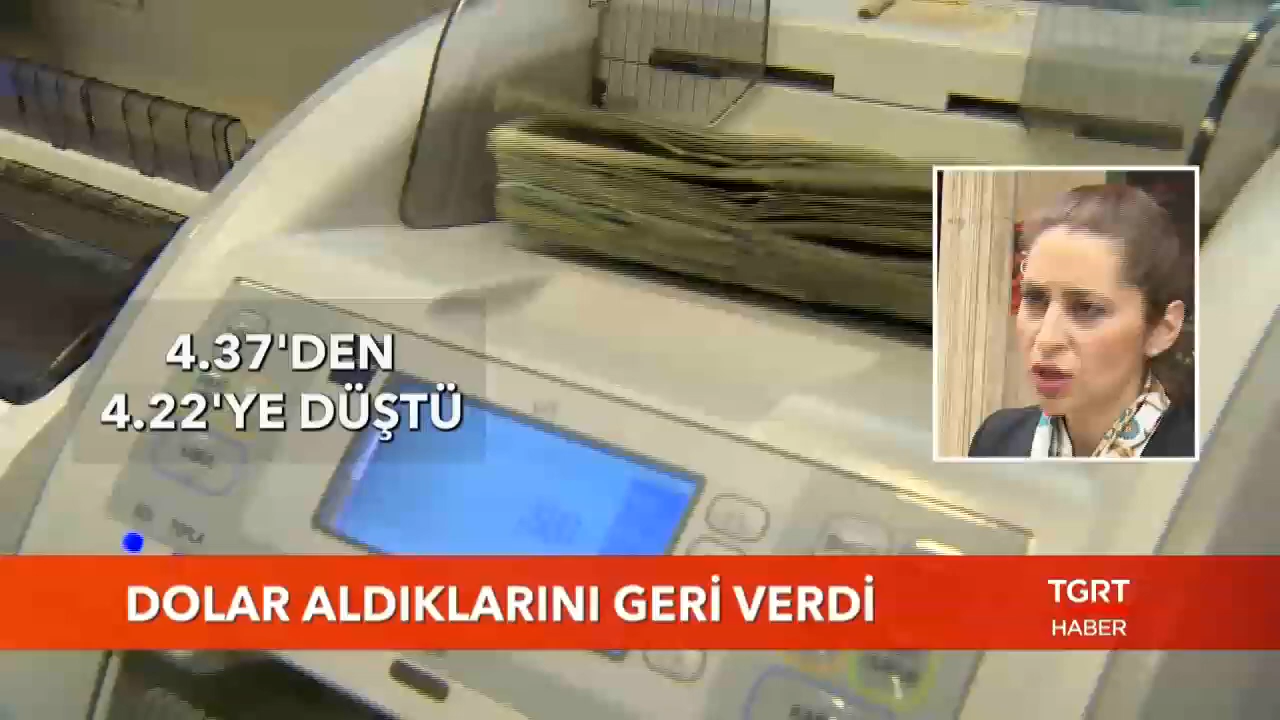 4.37'DEN
4.22'YE DÜŞTÜ
DOLAR ALDIKLARINI GERİ VERDİ
TGRT
HABER